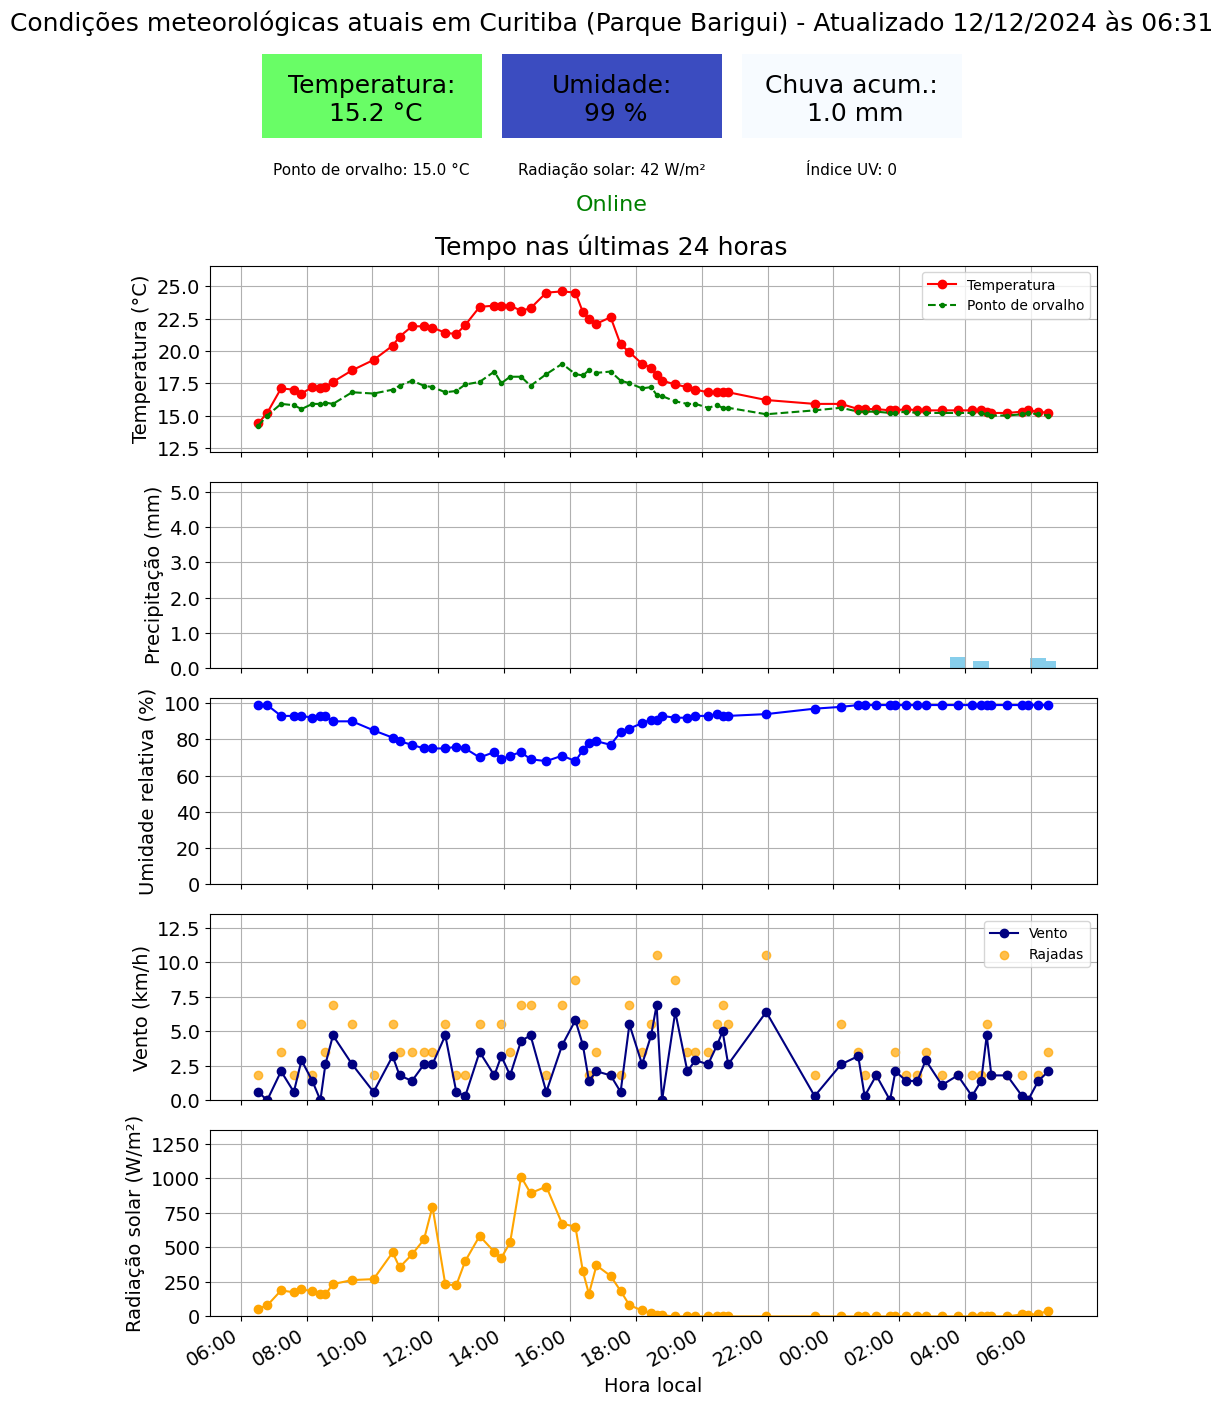 Condições meteorológicas atuais em Curitiba (Parque Barigui) - Atualizado 12/12/2024 às 06:31
Temperatura:
15.2 °C
Umidade:
99 %
Chuva acum.:
1.0 mm
Ponto de orvalho: 15.0 °C
Radiação solar: 42 W/m²
Índice UV: 0
Online
Tempo nas últimas 24 horas
Temperatura (°C)
25.0
22.5
20.0
17.5
15.0
12.5
Temperatura
Ponto de orvalho
Precipitação (mm)
5.0
4.0
3.0
2.0
1.0
0.0
Umidade relativa (%)
100
80
60
40
20
0
Vento (km/h)
12.5
10.0
7.5
5.0
2.5
0.0
Vento
Rajadas
Radiação solar (W/m²)
1250
1000
750
500
250
0
06:00
08:00
10:00
12:00
14:00
16:00
18:00
20:00
22:00
00:00
02:00
04:00
06:00
Hora local